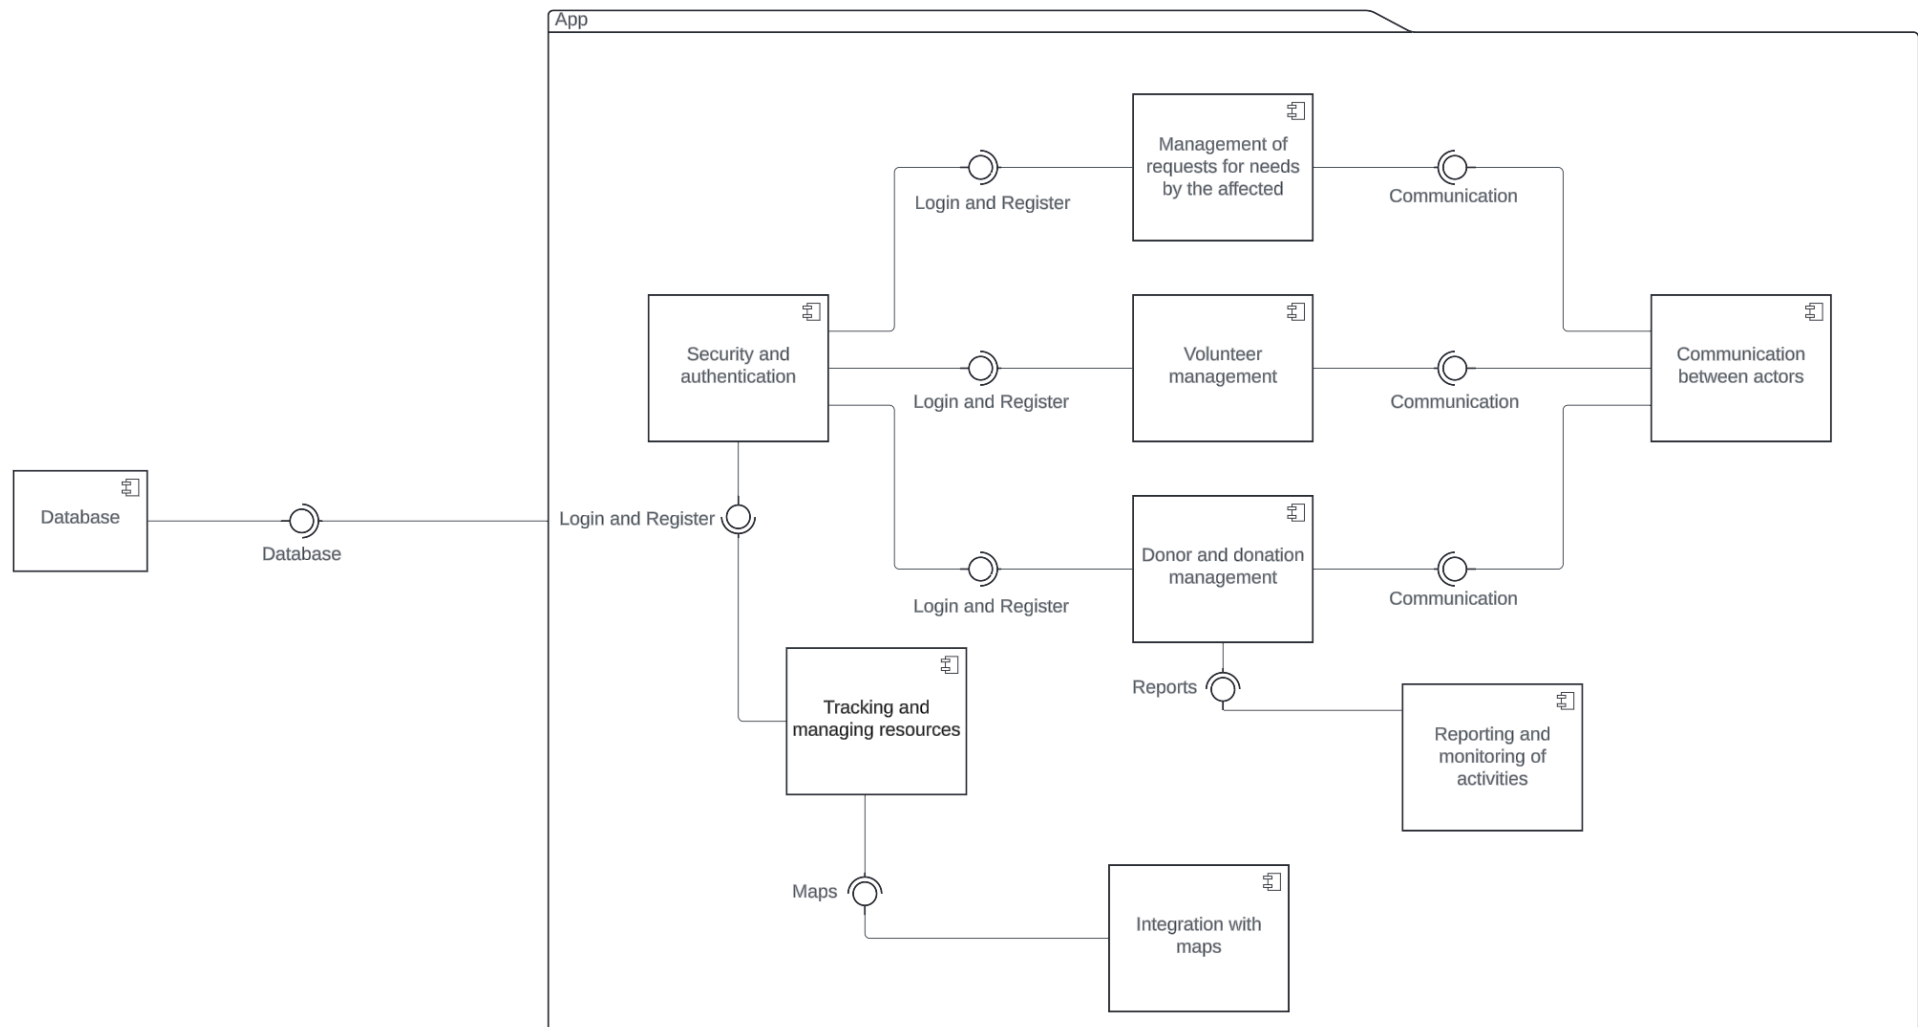 App
Management of
requests for needs
by the affected
Login and Register
Communication
Security and
authentication
Volunteer
management
Communication
between actors
Login and Register
Communication
Database
Database
Login and Register
Donor and donation
management
Login and Register
Communication
Tracking and
managing resources
Reports
Reporting and
monitoring of
activities
Maps
Integration with
maps